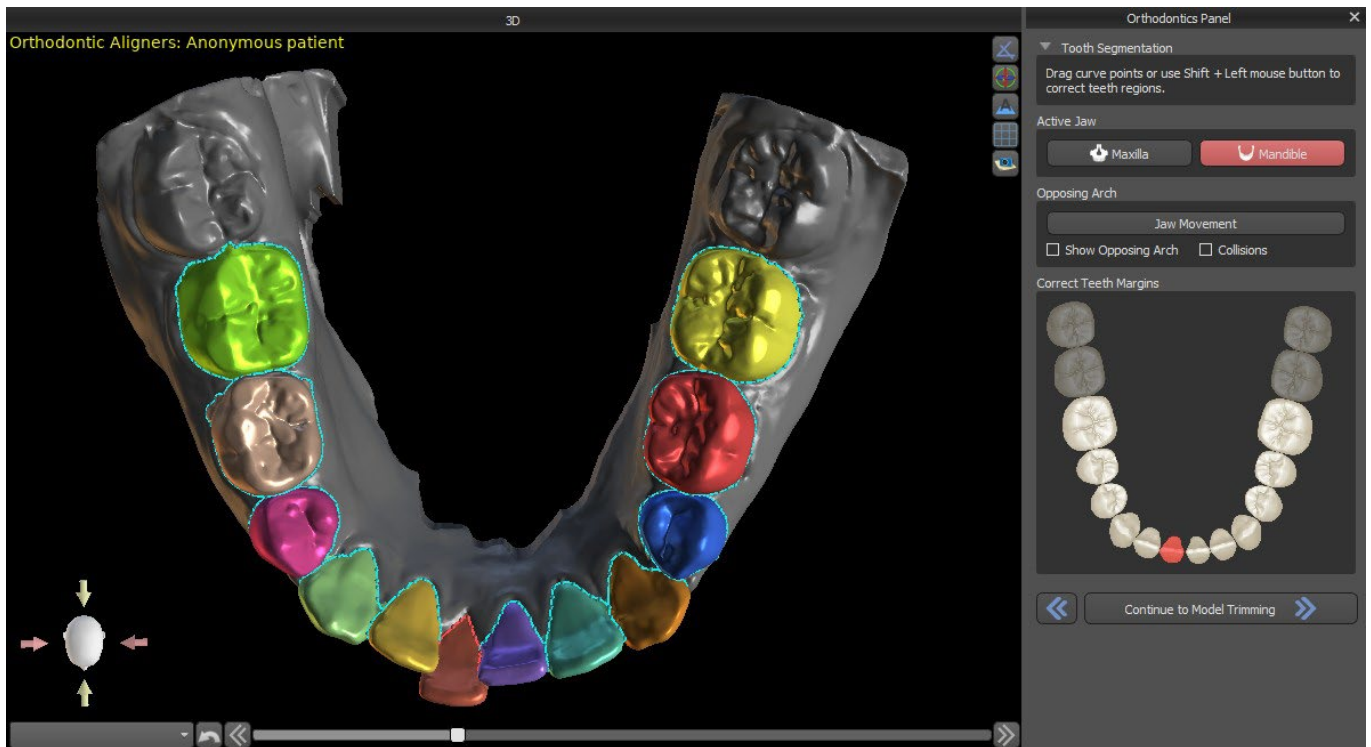 3D
Orthodontics Panel
Orthodontic Aligners: Anonymous patient
Tooth Segmentation
Drag curve points or use Shift + Left mouse button to
correct teeth regions.
Active Jaw
Maxilla
Mandible
Opposing Arch
Jaw Movement
Show Opposing Arch
Collisions
Correct Teeth Margins
Continue to Model Trimming